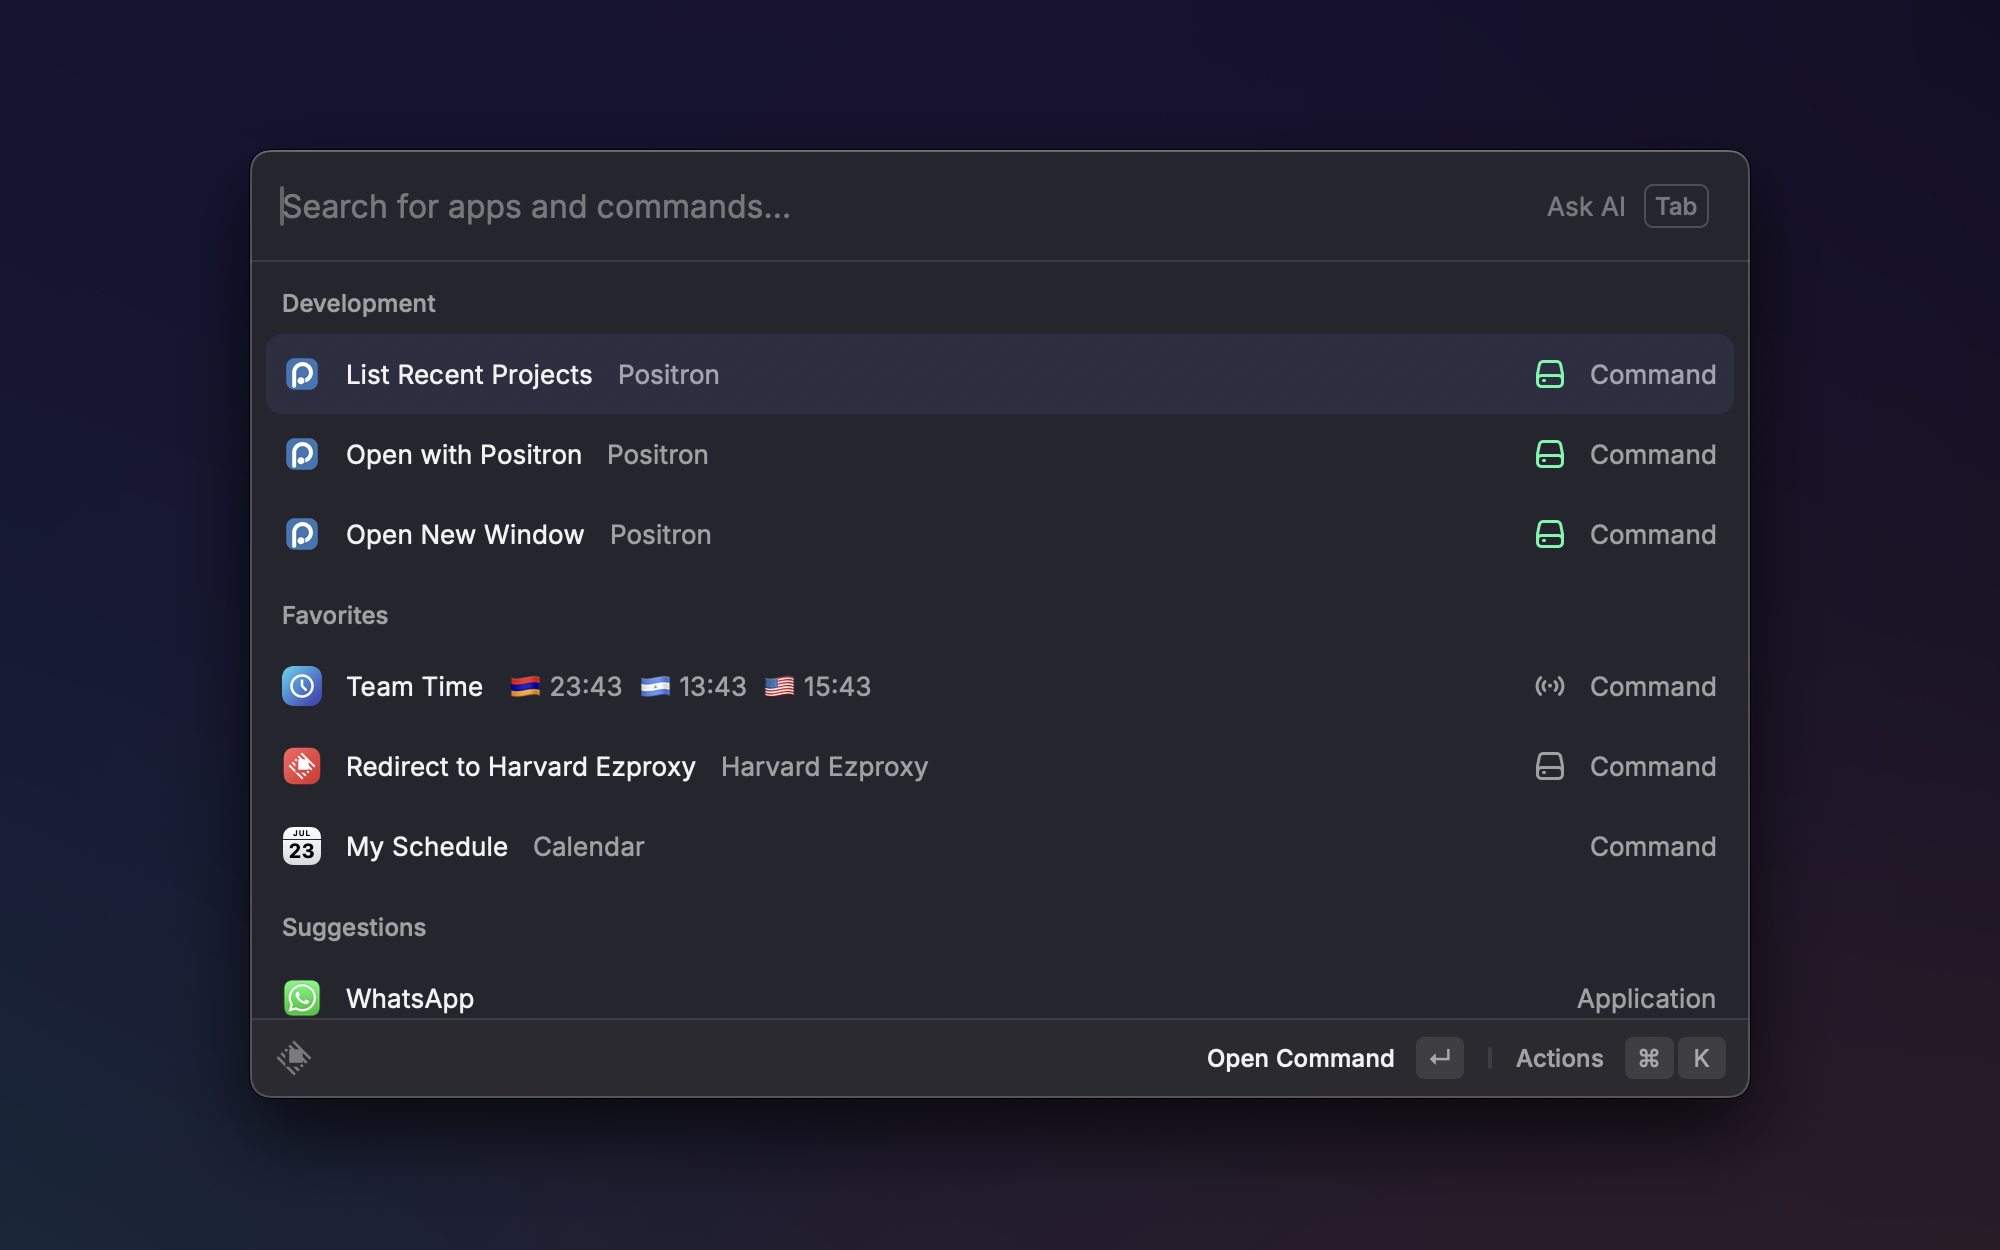 Search for apps and commands... Ask AI Tab
Development
List Recent Projects Positron Command
Open with Positron Positron Command
Open New Window Positron Command
Favorites
Team Time 🇦🇲 23:43 🇳🇮 13:43 🇺🇸 15:43 Command
Redirect to Harvard Ezproxy Harvard Ezproxy Command
JUL
23 My Schedule Calendar Command
Suggestions
WhatsApp Application
Open Command ↵ Actions ⌘ K